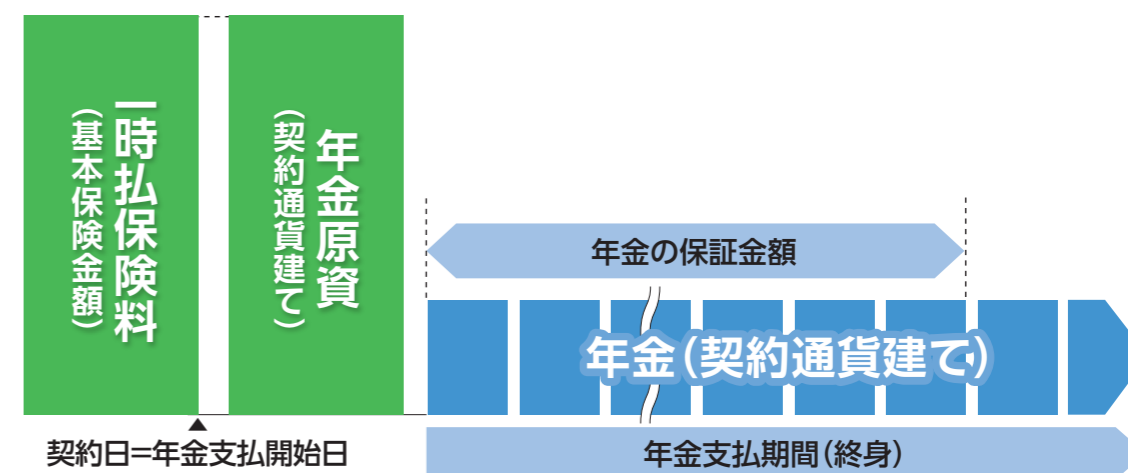 一時払保険料
(基本保険金額)
年金原資
(契約通貨建て)
年金の保証金額
年金(契約通貨建て)
契約日=年金支払開始日
年金支払期間(終身)